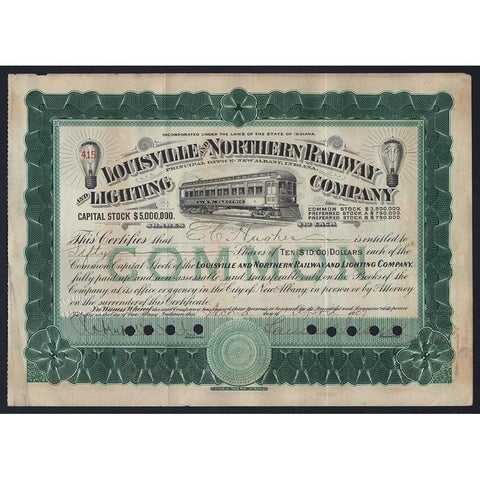 INCORPORATED UNDER THE LAWS OF THE STATE OF INDIANA.
415
LOUISVILLE AND NORTHERN RAILWAY
AND LIGHTING COMPANY
PRINCIPAL OFFICE: NEW ALBANY, INDIANA.
CAPITAL STOCK $5,000,000.
COMMON STOCK $3,500,000.
PREFERRED STOCK A $750,000.
PREFERRED STOCK B $750,000.
SHARES $10 EACH
This Certifies that E.C. Hughes is entitled to
Fifty Shares of TEN ($10.00) DOLLARS each of the
COMMON
Common Capital Stock of the LOUISVILLE AND NORTHERN RAILWAY AND LIGHTING COMPANY,
fully paid up and non assessable, and transferable only on the Books of the
Company, at its office or agency in the City of New Albany in person or by Attorney
on the surrender of this Certificate.
In Witness Whereof